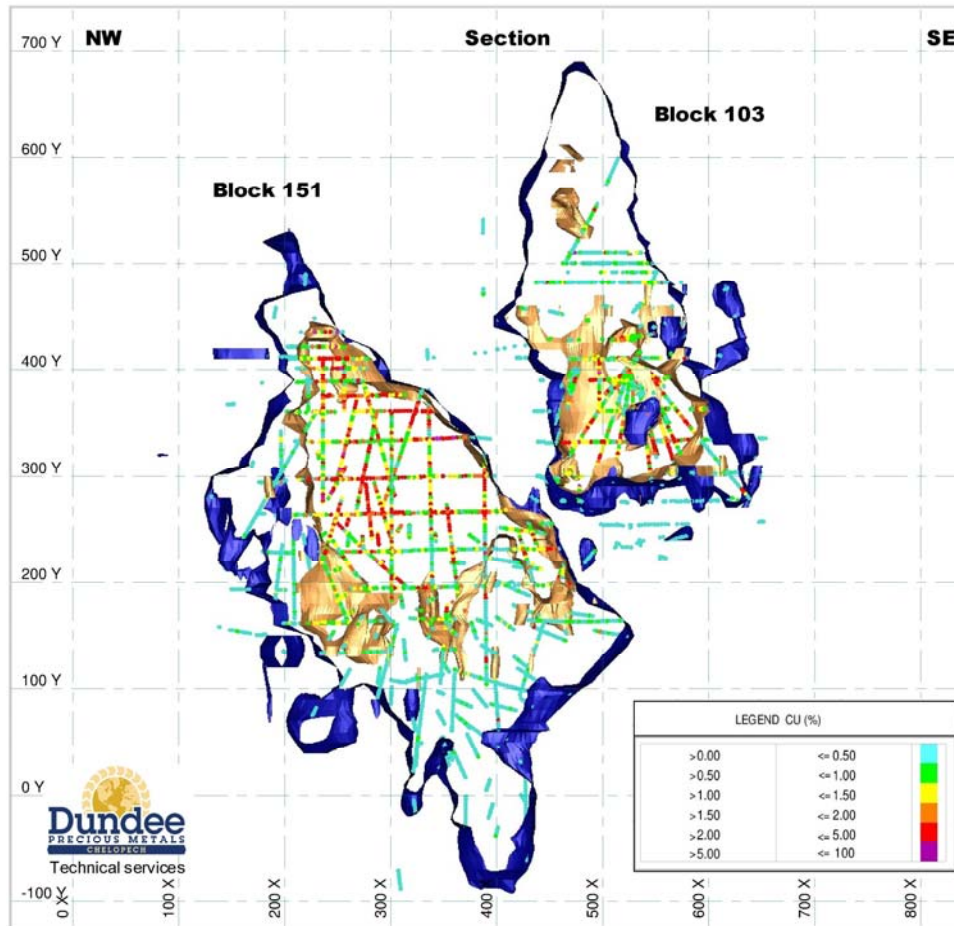 NW Section SE
700 Y
Block 103
600 Y
Block 151
500 Y
400 Y
300 Y
200 Y
100 Y
LEGEND CU (%)
>0.00 <= 0.50
>0.50 <= 1.00
>1.00 <= 1.50
>1.50 <= 2.00
>2.00 <= 5.00
>5.00 <= 100
0 Y
Dundee
PRECIOUS METALS
CHELOPECH
Technical services
-100 Y
0 X 100 X 200 X 300 X 400 X 500 X 600 X 700 X